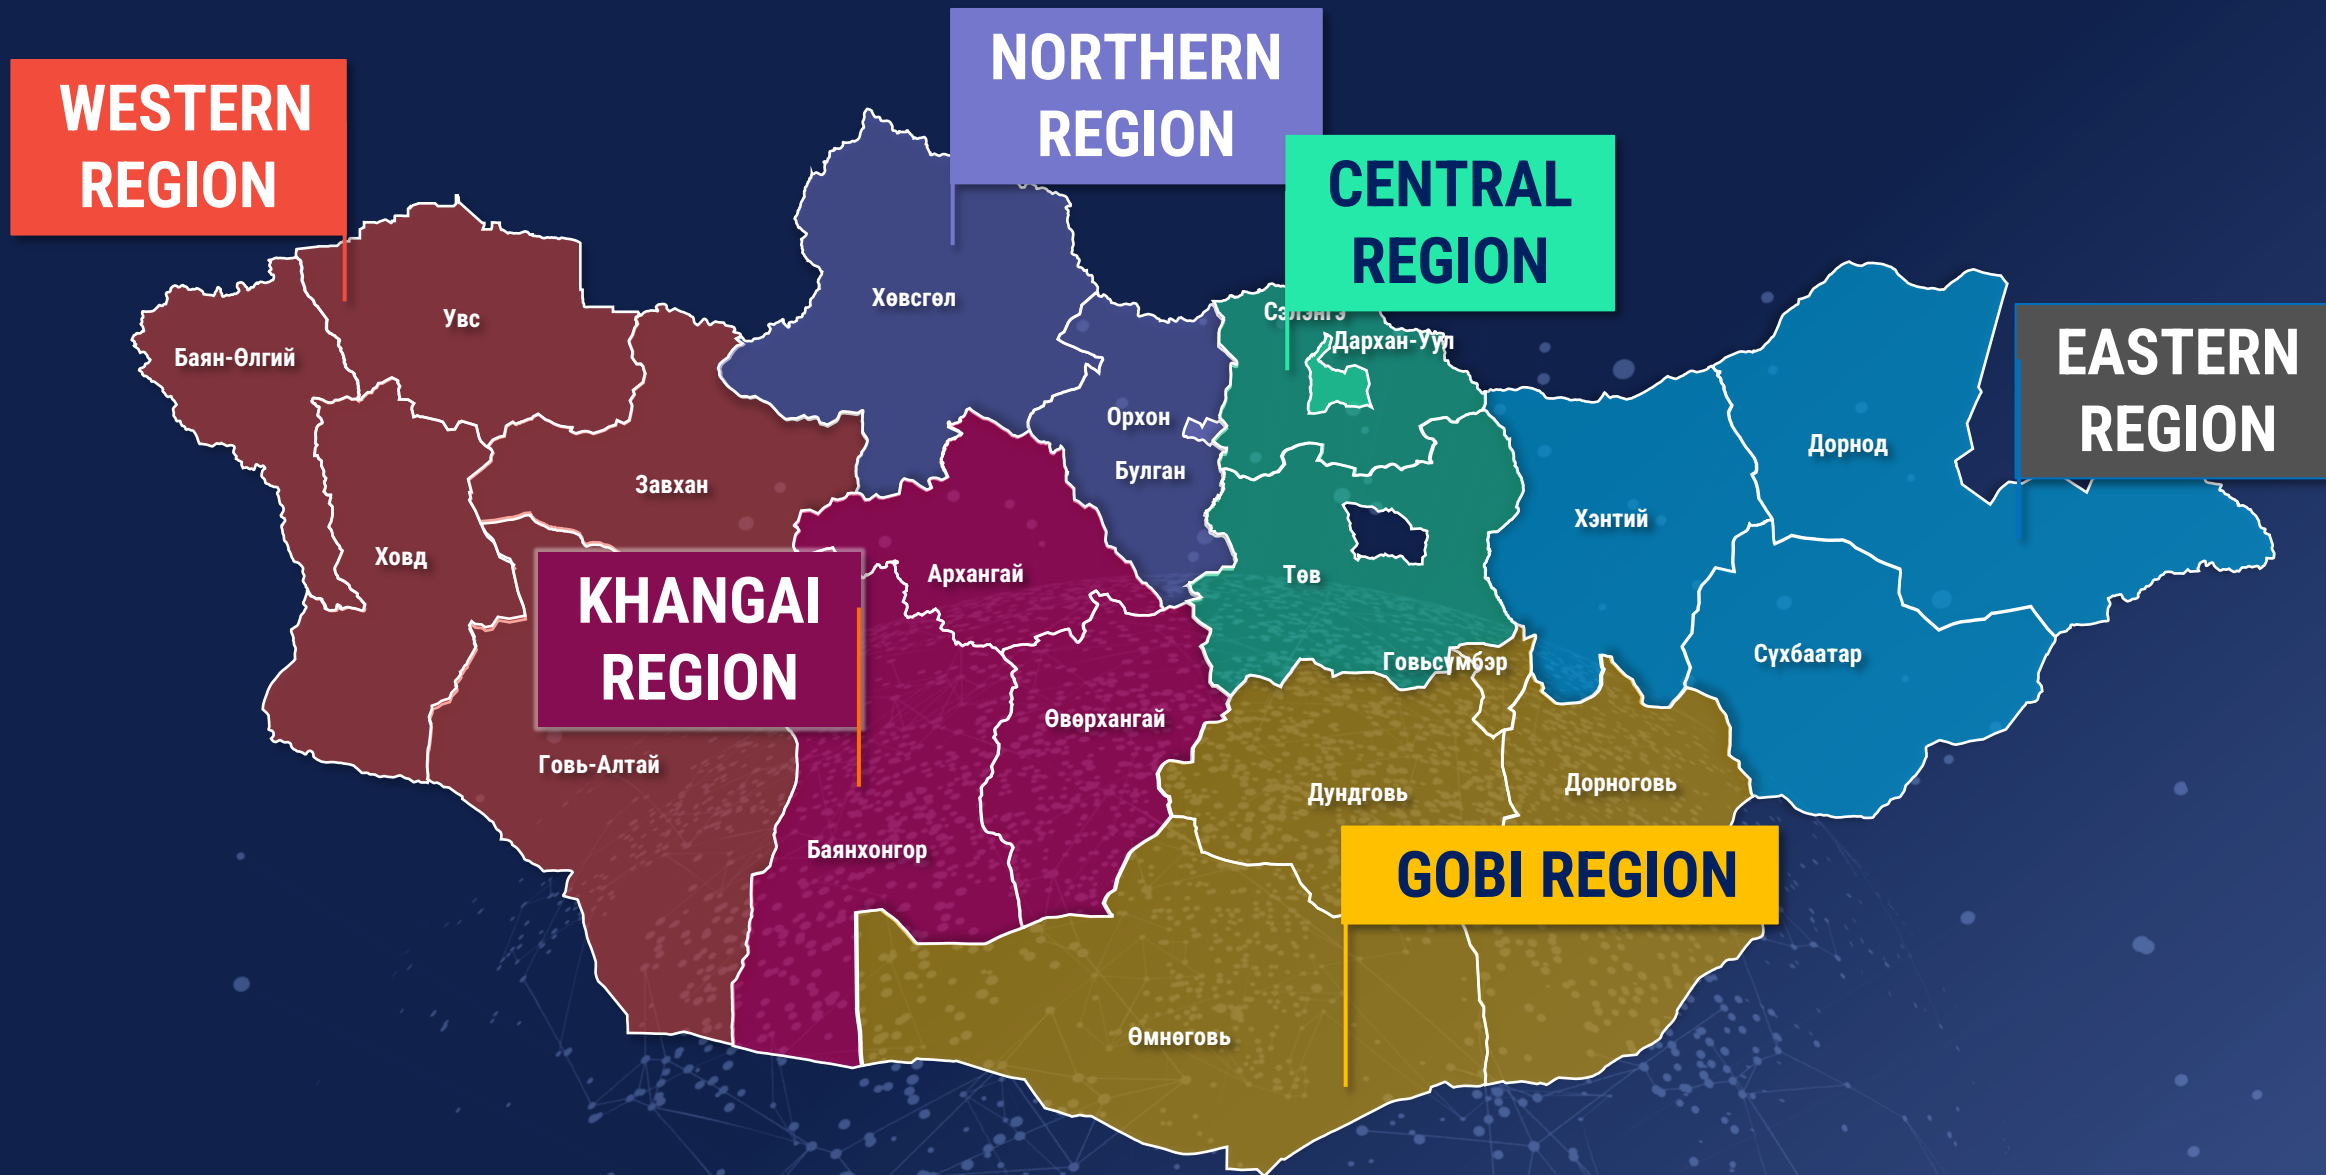 NORTHERN
REGION
WESTERN
REGION
CENTRAL
REGION
EASTERN
REGION
Хөвсгөл
Сэлэнгэ
Увс
Дархан-Уул
Баян-Өлгий
Орхон
Дорнод
Булган
Завхан
Хэнтий
Ховд
Архангай
Төв
KHANGAI
REGION
Сүхбаатар
Говьсүмбэр
Өвөрхангай
Говь-Алтай
Дорноговь
Дундговь
Баянхонгор
GOBI REGION
Өмнөговь